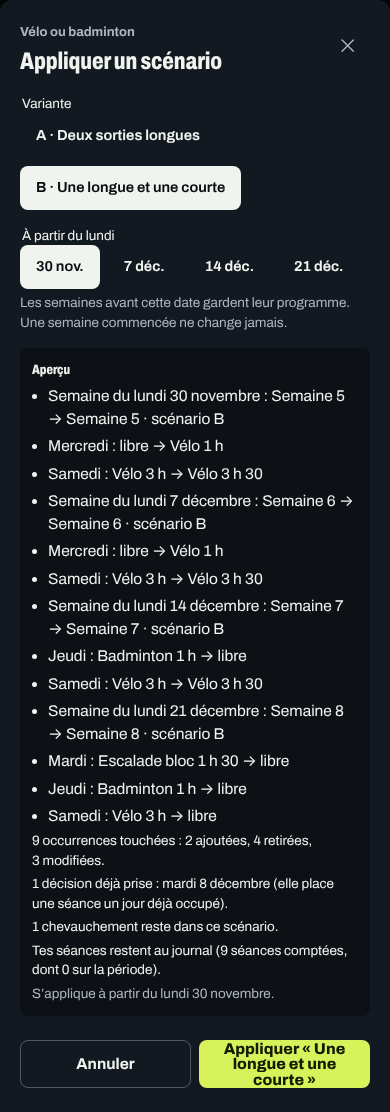 Vélo ou badminton
Appliquer un scénario
Variante
A · Deux sorties longues
B · Une longue et une courte
À partir du lundi
30 nov.
7 déc.
14 déc.
21 déc.
Les semaines avant cette date gardent leur programme.
Une semaine commencée ne change jamais.
Aperçu
• Semaine du lundi 30 novembre : Semaine 5
→ Semaine 5 · scénario B
• Mercredi : libre → Vélo 1 h
• Samedi : Vélo 3 h → Vélo 3 h 30
• Semaine du lundi 7 décembre : Semaine 6 →
Semaine 6 · scénario B
• Mercredi : libre → Vélo 1 h
• Samedi : Vélo 3 h → Vélo 3 h 30
• Semaine du lundi 14 décembre : Semaine 7
→ Semaine 7 · scénario B
• Jeudi : Badminton 1 h → libre
• Samedi : Vélo 3 h → Vélo 3 h 30
• Semaine du lundi 21 décembre : Semaine 8
→ Semaine 8 · scénario B
• Mardi : Escalade bloc 1 h 30 → libre
• Jeudi : Badminton 1 h → libre
• Samedi : Vélo 3 h → libre
9 occurrences touchées : 2 ajoutées, 4 retirées,
3 modifiées.
1 décision déjà prise : mardi 8 décembre (elle place
une séance un jour déjà occupé).
1 chevauchement reste dans ce scénario.
Tes séances restent au journal (9 séances comptées,
dont 0 sur la période).
S'applique à partir du lundi 30 novembre.
Annuler
Appliquer « Une
longue et une
courte »